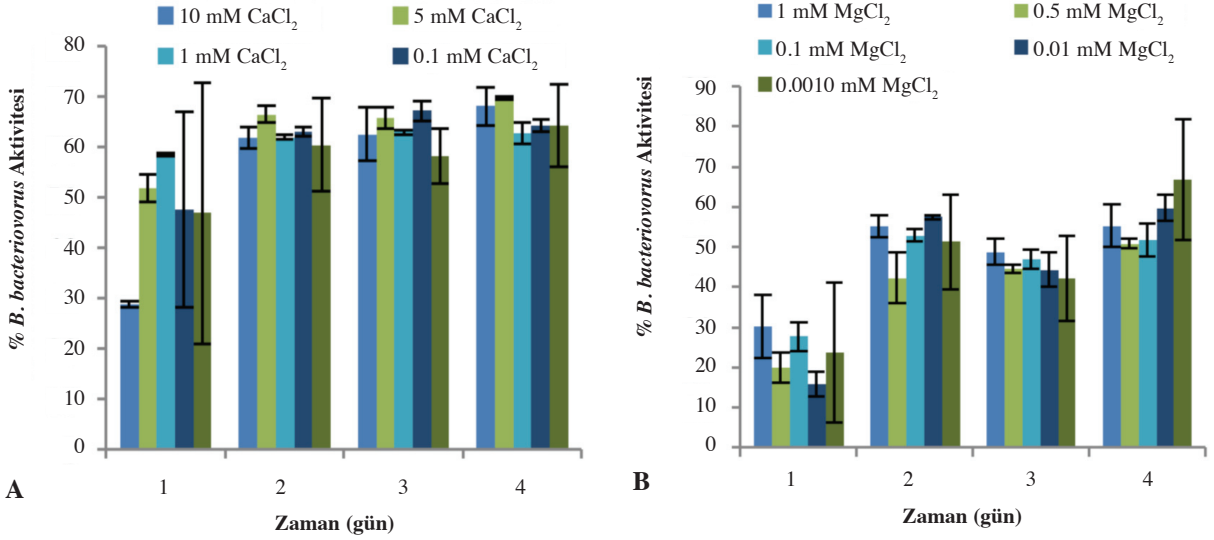 10 mM CaCl2 5 mM CaCl2
1 mM CaCl2 0.1 mM CaCl2
80
70
60
50
40
30
20
10
0
% B. bacteriovorus Aktivitesi
1 2 3 4
Zaman (gün)
A
1 mM MgCl2 0.5 mM MgCl2
0.1 mM MgCl2 0.01 mM MgCl2
0.0010 mM MgCl2
90
80
70
60
50
40
30
20
10
0
% B. bacteriovorus Aktivitesi
1 2 3 4
Zaman (gün)
B